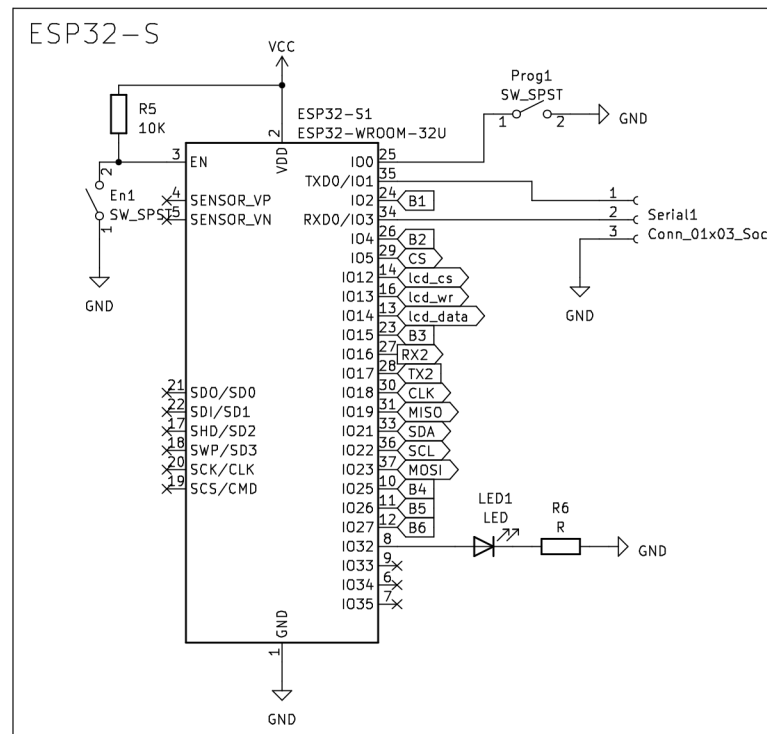 ESP32-S
VCC
R5
10K
ESP32-S1
ESP32-WROOM-32U
Prog1
SW_SPST
1
2
GND
2
VDD
3
EN
25
IO0
35
TXD0/IO1
24
IO2
B1
34
RXD0/IO3
26
IO4
B2
29
IO5
CS
14
IO12
lcd_cs
16
IO13
lcd_wr
13
IO14
lcd_data
23
IO15
B3
27
IO16
RX2
28
IO17
TX2
30
IO18
CLK
31
IO19
MISO
33
IO21
SDA
36
IO22
SCL
37
IO23
MOSI
10
IO25
B4
11
IO26
B5
12
IO27
B6
8
IO32
9
IO33
6
IO34
7
IO35
2
En1
SW_SPST
1
GND
4
SENSOR_VP
5
SENSOR_VN
21
SDO/SD0
22
SDI/SD1
17
SHD/SD2
18
SWP/SD3
20
SCK/CLK
19
SCS/CMD
1
2
3
Serial1
Conn_01x03_Soc
GND
LED1
LED
R6
R
GND
GND
1
GND